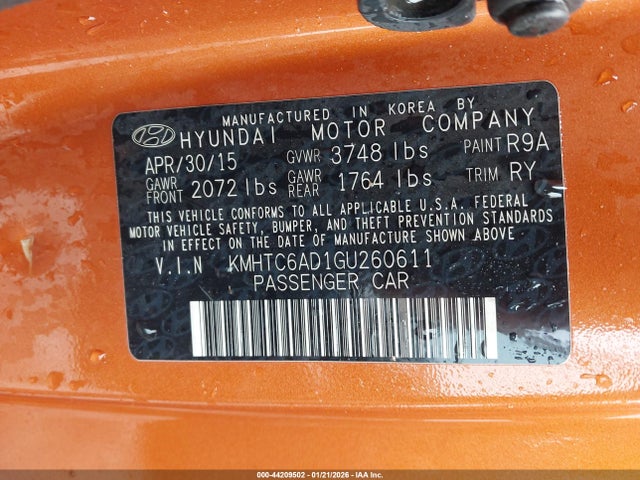 MANUFACTURED IN KOREA BY
HYUNDAI MOTOR COMPANY
APR/30/15 GVWR 3748 lbs PAINT R9A
GAWR FRONT 2072 lbs GAWR REAR 1764 lbs TRIM RY
THIS VEHICLE CONFORMS TO ALL APPLICABLE U.S.A. FEDERAL
MOTOR VEHICLE SAFETY, BUMPER, AND THEFT PREVENTION STANDARDS
IN EFFECT ON THE DATE OF MANUFACTURE SHOWN ABOVE.
V.I.N KMHTC6AD1GU260611
PASSENGER CAR
000-44209502 - 01/21/2026 - IAA Inc.